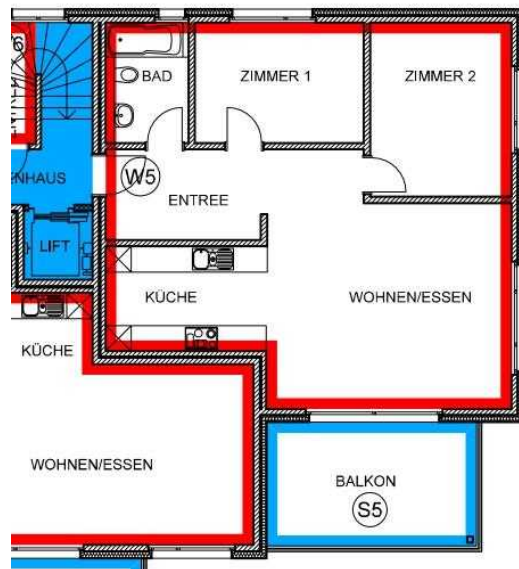 BAD
ZIMMER 1
ZIMMER 2
ENHAUS
W5
ENTREE
LIFT
KÜCHE
WOHNEN/ESSEN
KÜCHE
WOHNEN/ESSEN
BALKON
S5